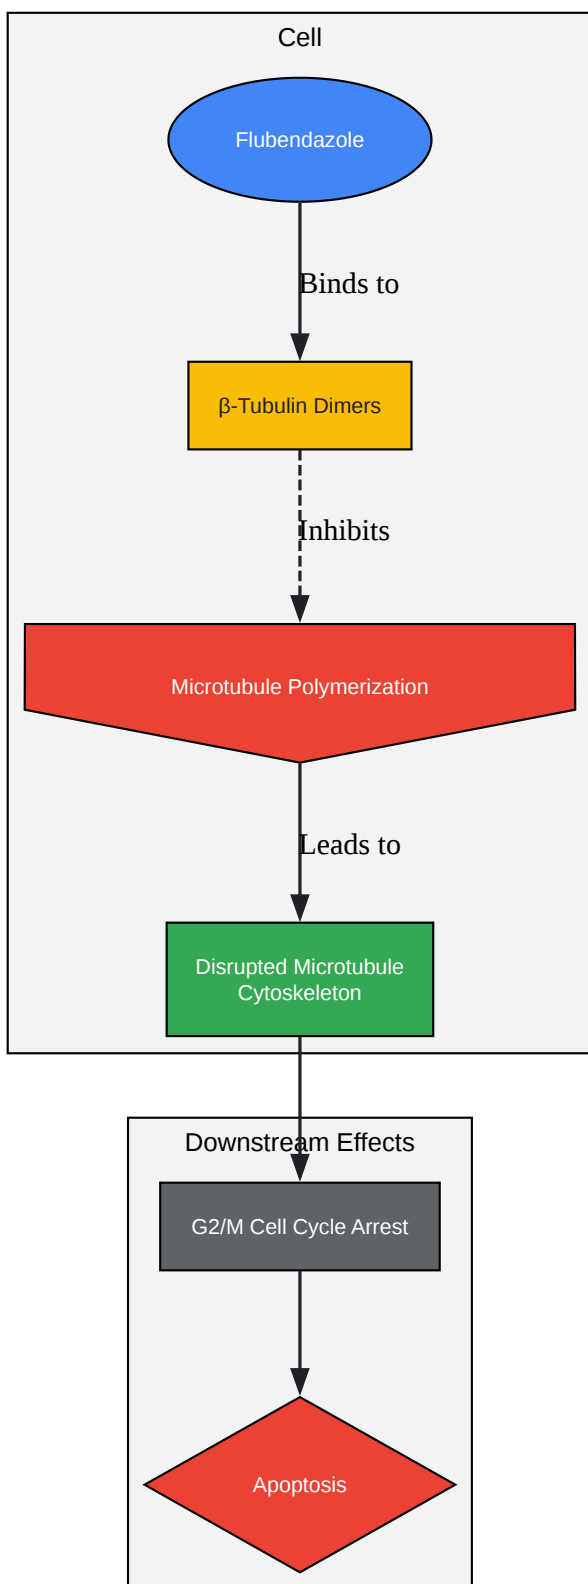 Cell
Flubendazole
Binds to
β-Tubulin Dimers
Inhibits
Microtubule Polymerization
Leads to
Disrupted Microtubule
Cytoskeleton
Downstream Effects
G2/M Cell Cycle Arrest
Apoptosis